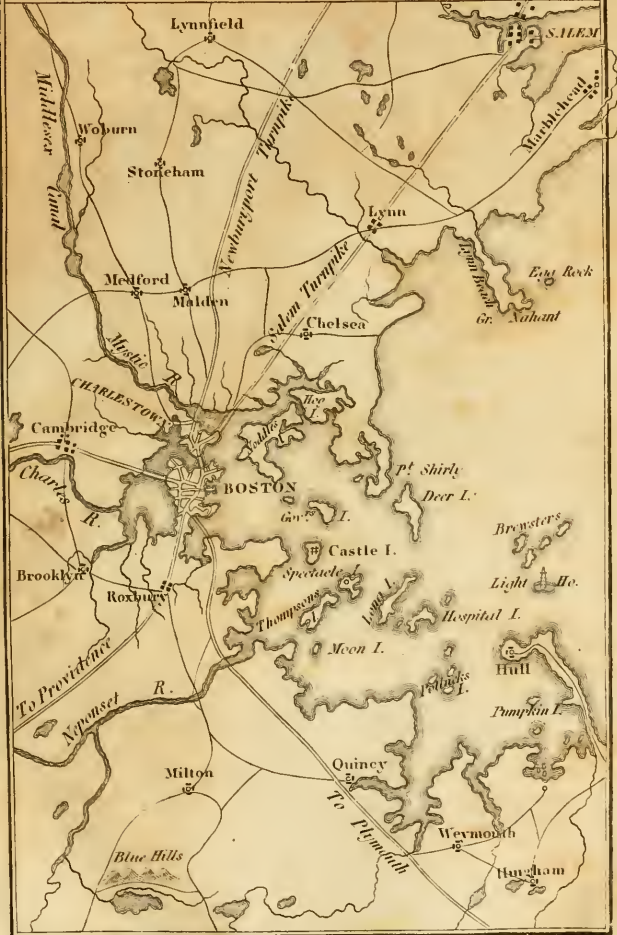 Lynnfield
SALEM
Middlesex Canal
Woburn
Stoneham
Newburyport Turnpike
Marblehead
Lynn
Lynn Beach
Egg Rock
Gr. Nahant
Medford
Malden
Salem Turnpike
Chelsea
Mistic R.
CHARLESTOWN
Hog I.
Noddles I.
Cambridge
Charles R.
BOSTON
Pt. Shirly
Deer I.
Govrs. I.
Brewsters
Castle I.
Spectacle I.
Light Ho.
Brooklyn
Roxbury
Thompsons I.
Long I.
Hospital I.
Moon I.
Hull
To Providence
Neponset R.
Pettucks I.
Pumpkin I.
Milton
Quincy
To Plymouth
Weymouth
Blue Hills
Hingham